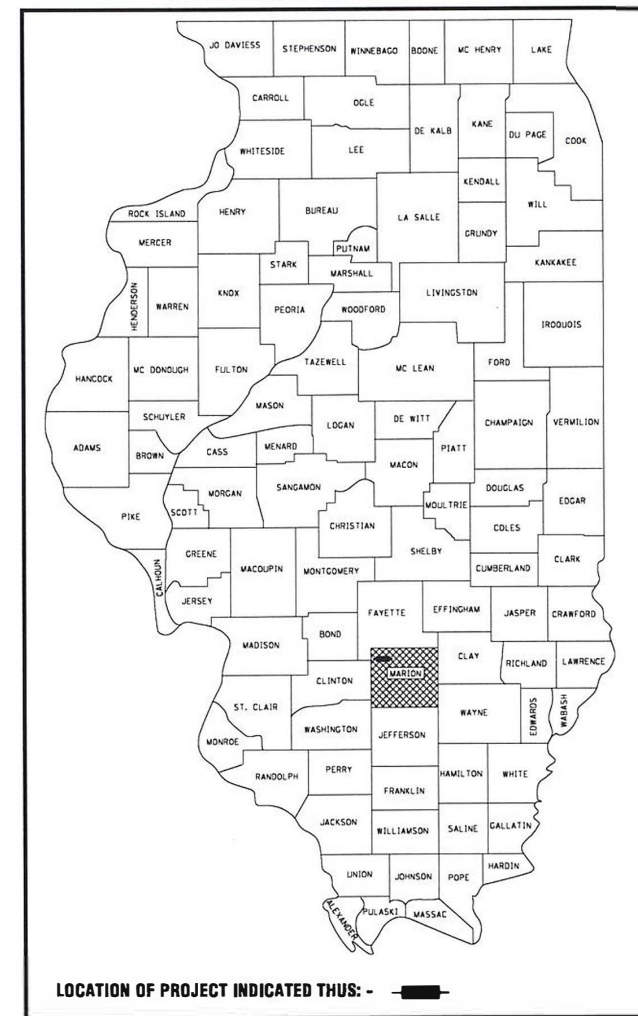 JO DAVIESS
STEPHENSON
WINNEBAGO
BOONE
MC HENRY
LAKE
CARROLL
OGLE
DE KALB
KANE
DU PAGE
COOK
WHITESIDE
LEE
KENDALL
WILL
ROCK ISLAND
HENRY
BUREAU
LA SALLE
GRUNDY
MERCER
PUTNAM
KANKAKEE
STARK
MARSHALL
HENDERSON
WARREN
KNOX
PEORIA
WOODFORD
LIVINGSTON
IROQUOIS
HANCOCK
MC DONOUGH
FULTON
TAZEWELL
MC LEAN
FORD
SCHUYLER
MASON
LOGAN
DE WITT
CHAMPAIGN
VERMILION
ADAMS
BROWN
CASS
MENARD
MACON
PIATT
PIKE
SCOTT
MORGAN
SANGAMON
CHRISTIAN
MOULTRIE
DOUGLAS
EDGAR
COLES
CALHOUN
GREENE
MACOUPIN
MONTGOMERY
SHELBY
CUMBERLAND
CLARK
JERSEY
FAYETTE
EFFINGHAM
JASPER
CRAWFORD
MADISON
BOND
CLAY
RICHLAND
LAWRENCE
CLINTON
MARION
ST. CLAIR
WAYNE
EDWARDS
WABASH
WASHINGTON
JEFFERSON
MONROE
RANDOLPH
PERRY
HAMILTON
WHITE
FRANKLIN
JACKSON
WILLIAMSON
SALINE
GALLATIN
UNION
JOHNSON
POPE
HARDIN
ALEXANDER
PULASKI
MASSAC
LOCATION OF PROJECT INDICATED THUS: -